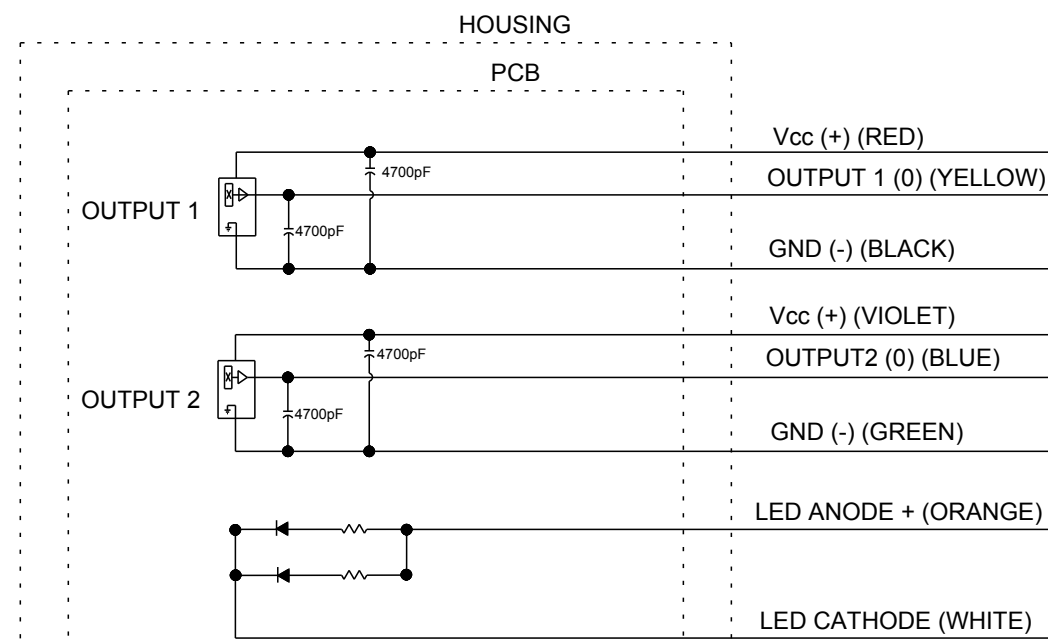 HOUSING
PCB
Vcc (+) (RED)
4700pF
OUTPUT 1 (0) (YELLOW)
OUTPUT 1
4700pF
GND (-) (BLACK)
Vcc (+) (VIOLET)
4700pF
OUTPUT2 (0) (BLUE)
OUTPUT 2
4700pF
GND (-) (GREEN)
LED ANODE + (ORANGE)
LED CATHODE (WHITE)